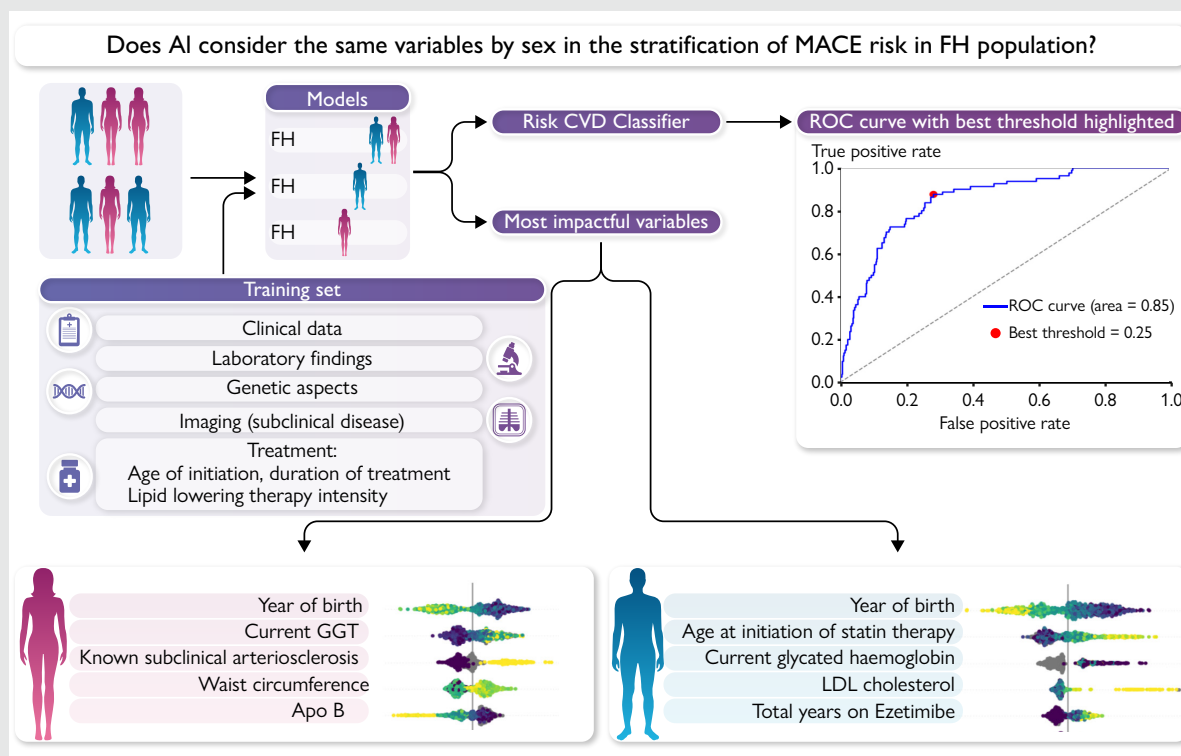 Does AI consider the same variables by sex in the stratification of MACE risk in FH population?
Models
FH
FH
FH
Risk CVD Classifier
Most impactful variables
ROC curve with best threshold highlighted
True positive rate
1.0
0.8
0.6
0.4
0.2
0.0
0.0 0.2 0.4 0.6 0.8 1.0
False positive rate
ROC curve (area = 0.85)
Best threshold = 0.25
Training set
Clinical data
Laboratory findings
Genetic aspects
Imaging (subclinical disease)
Treatment:
Age of initiation, duration of treatment
Lipid lowering therapy intensity
Year of birth
Current GGT
Known subclinical arteriosclerosis
Waist circumference
Apo B
Year of birth
Age at initiation of statin therapy
Current glycated haemoglobin
LDL cholesterol
Total years on Ezetimibe